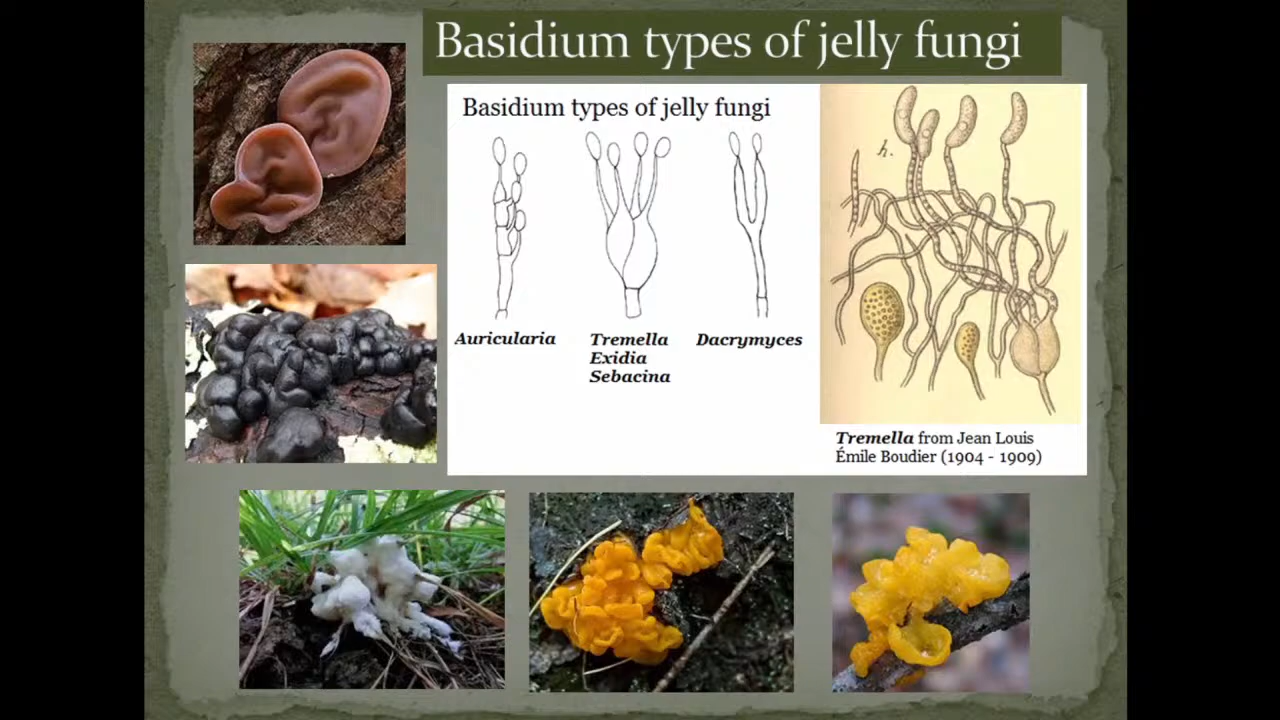 Basidium types of jelly fungi
Basidium types of jelly fungi
h.
Auricularia
Tremella
Exidia
Sebacina
Dacrymyces
Tremella from Jean Louis
Émile Boudier (1904 - 1909)